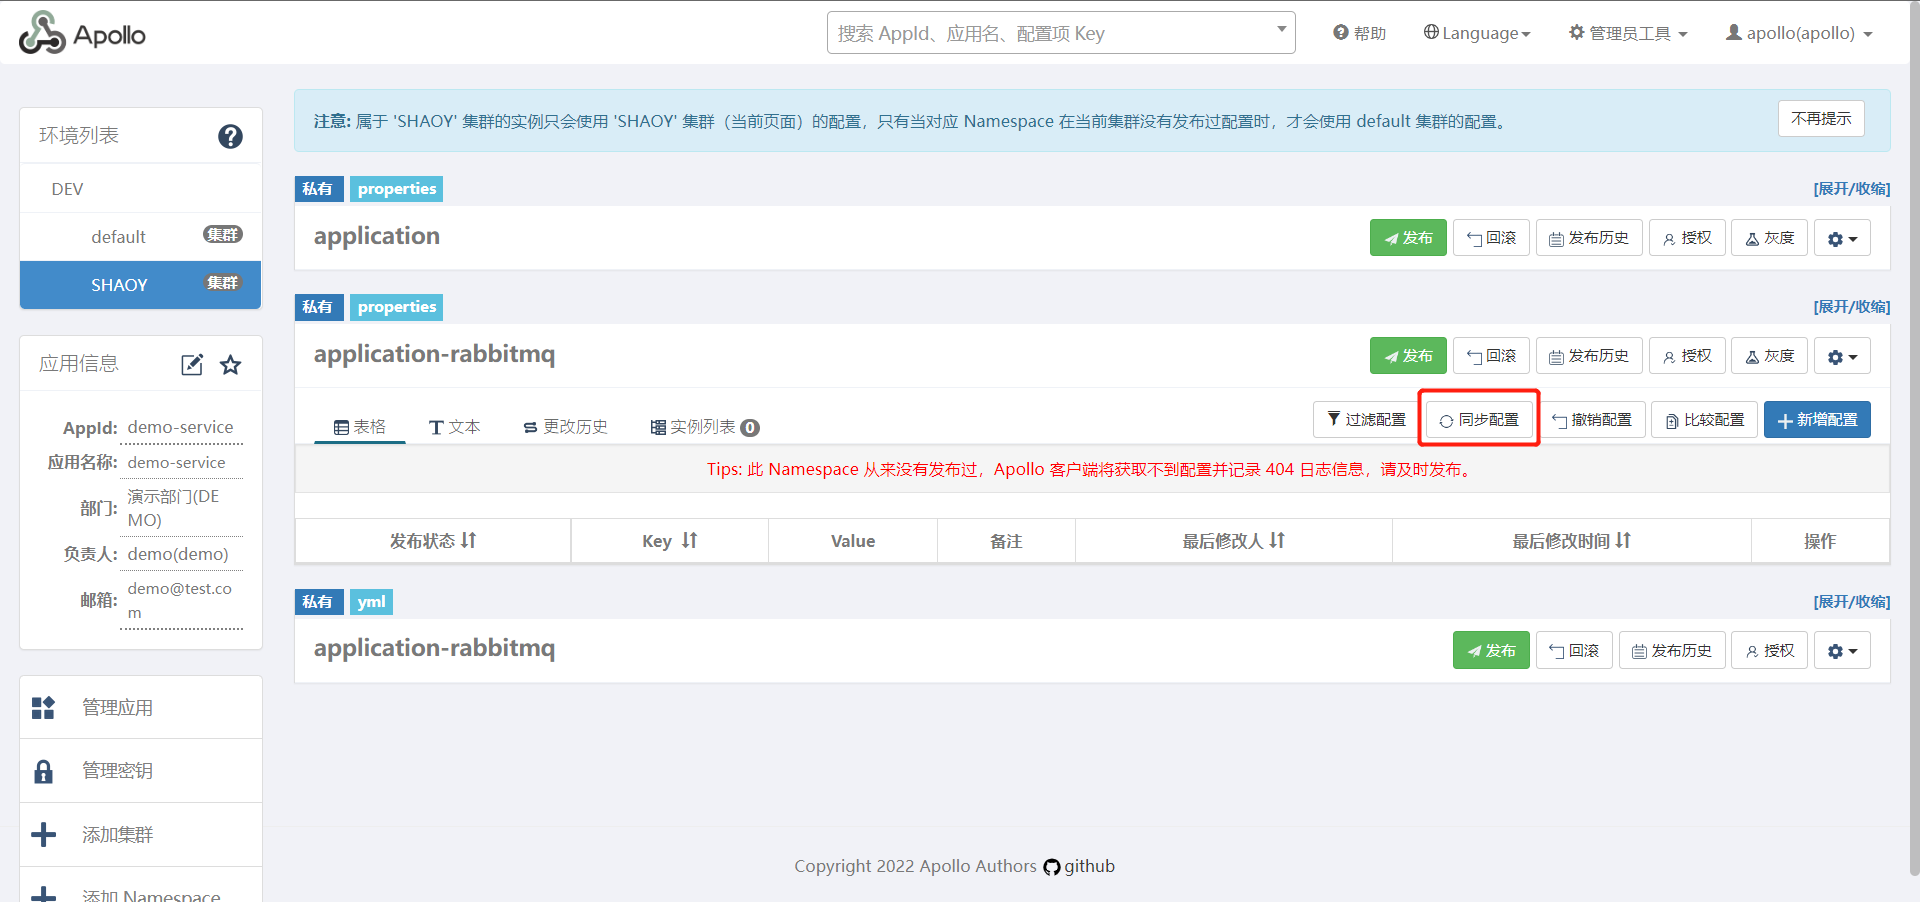 Apollo
搜索 AppId、应用名、配置项 Key
帮助
Language
管理员工具
apollo(apollo)
环境列表
DEV
default 集群
SHAOY 集群
应用信息
AppId: demo-service
应用名称: demo-service
部门: 演示部门(DE
MO)
负责人: demo(demo)
邮箱: demo@test.co
m
管理应用
管理密钥
添加集群
添加 Namespace
注意: 属于 'SHAOY' 集群的实例只会使用 'SHAOY' 集群（当前页面）的配置，只有当对应 Namespace 在当前集群没有发布过配置时，才会使用 default 集群的配置。
不再提示
私有 properties [展开/收缩]
application 发布 回滚 发布历史 授权 灰度
私有 properties [展开/收缩]
application-rabbitmq 发布 回滚 发布历史 授权 灰度
表格 文本 更改历史 实例列表 0 过滤配置 同步配置 撤销配置 比较配置 新增配置
Tips: 此 Namespace 从来没有发布过，Apollo 客户端将获取不到配置并记录 404 日志信息，请及时发布。
发布状态 Key Value 备注 最后修改人 最后修改时间 操作
私有 yml [展开/收缩]
application-rabbitmq 发布 回滚 发布历史 授权
Copyright 2022 Apollo Authors github